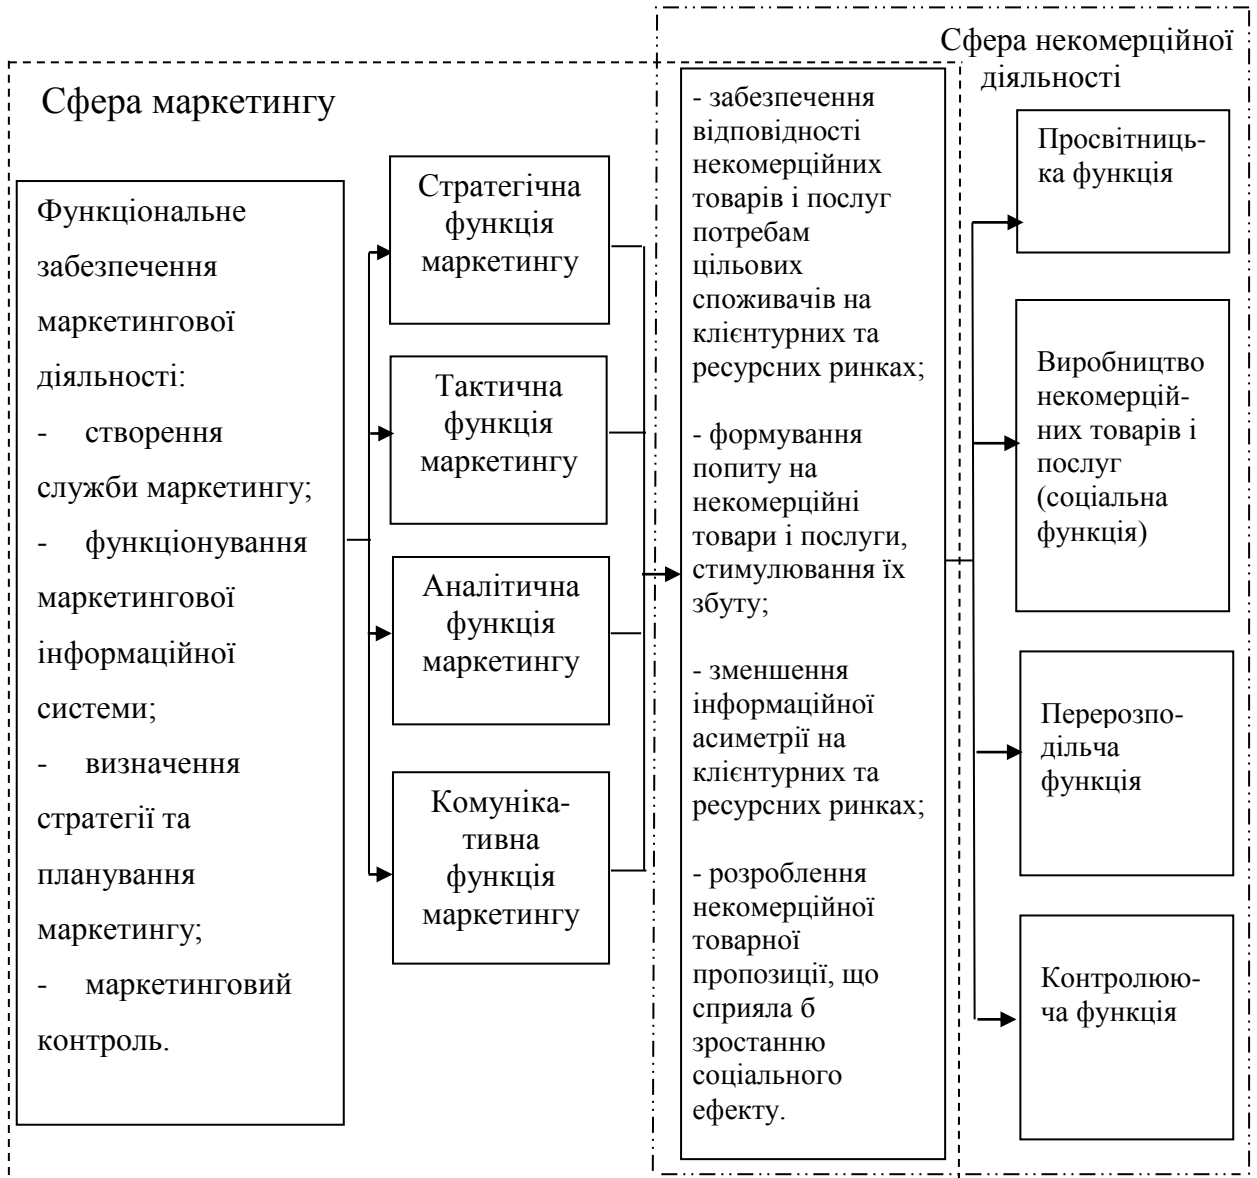 Сфера некомерційної
діяльності
Сфера маркетингу
Функціональне
забезпечення
маркетингової
діяльності:
- створення
служби маркетингу;
- функціонування
маркетингової
інформаційної
системи;
- визначення
стратегії та
планування
маркетингу;
- маркетинговий
контроль.
Стратегічна
функція
маркетингу
Тактична
функція
маркетингу
Аналітична
функція
маркетингу
Комуніка-
тивна
функція
маркетингу
- забезпечення
відповідності
некомерційних
товарів і послуг
потребам
цільових
споживачів на
клієнтурних та
ресурсних ринках;
- формування
попиту на
некомерційні
товари і послуги,
стимулювання їх
збуту;
- зменшення
інформаційної
асиметрії на
клієнтурних та
ресурсних ринках;
- розроблення
некомерційної
товарної
пропозиції, що
сприяла б
зростанню
соціального
ефекту.
Просвітниць-
ка функція
Виробництво
некомерцій-
них товарів і
послуг
(соціальна
функція)
Перерозпо-
дільча
функція
Контролюю-
ча функція